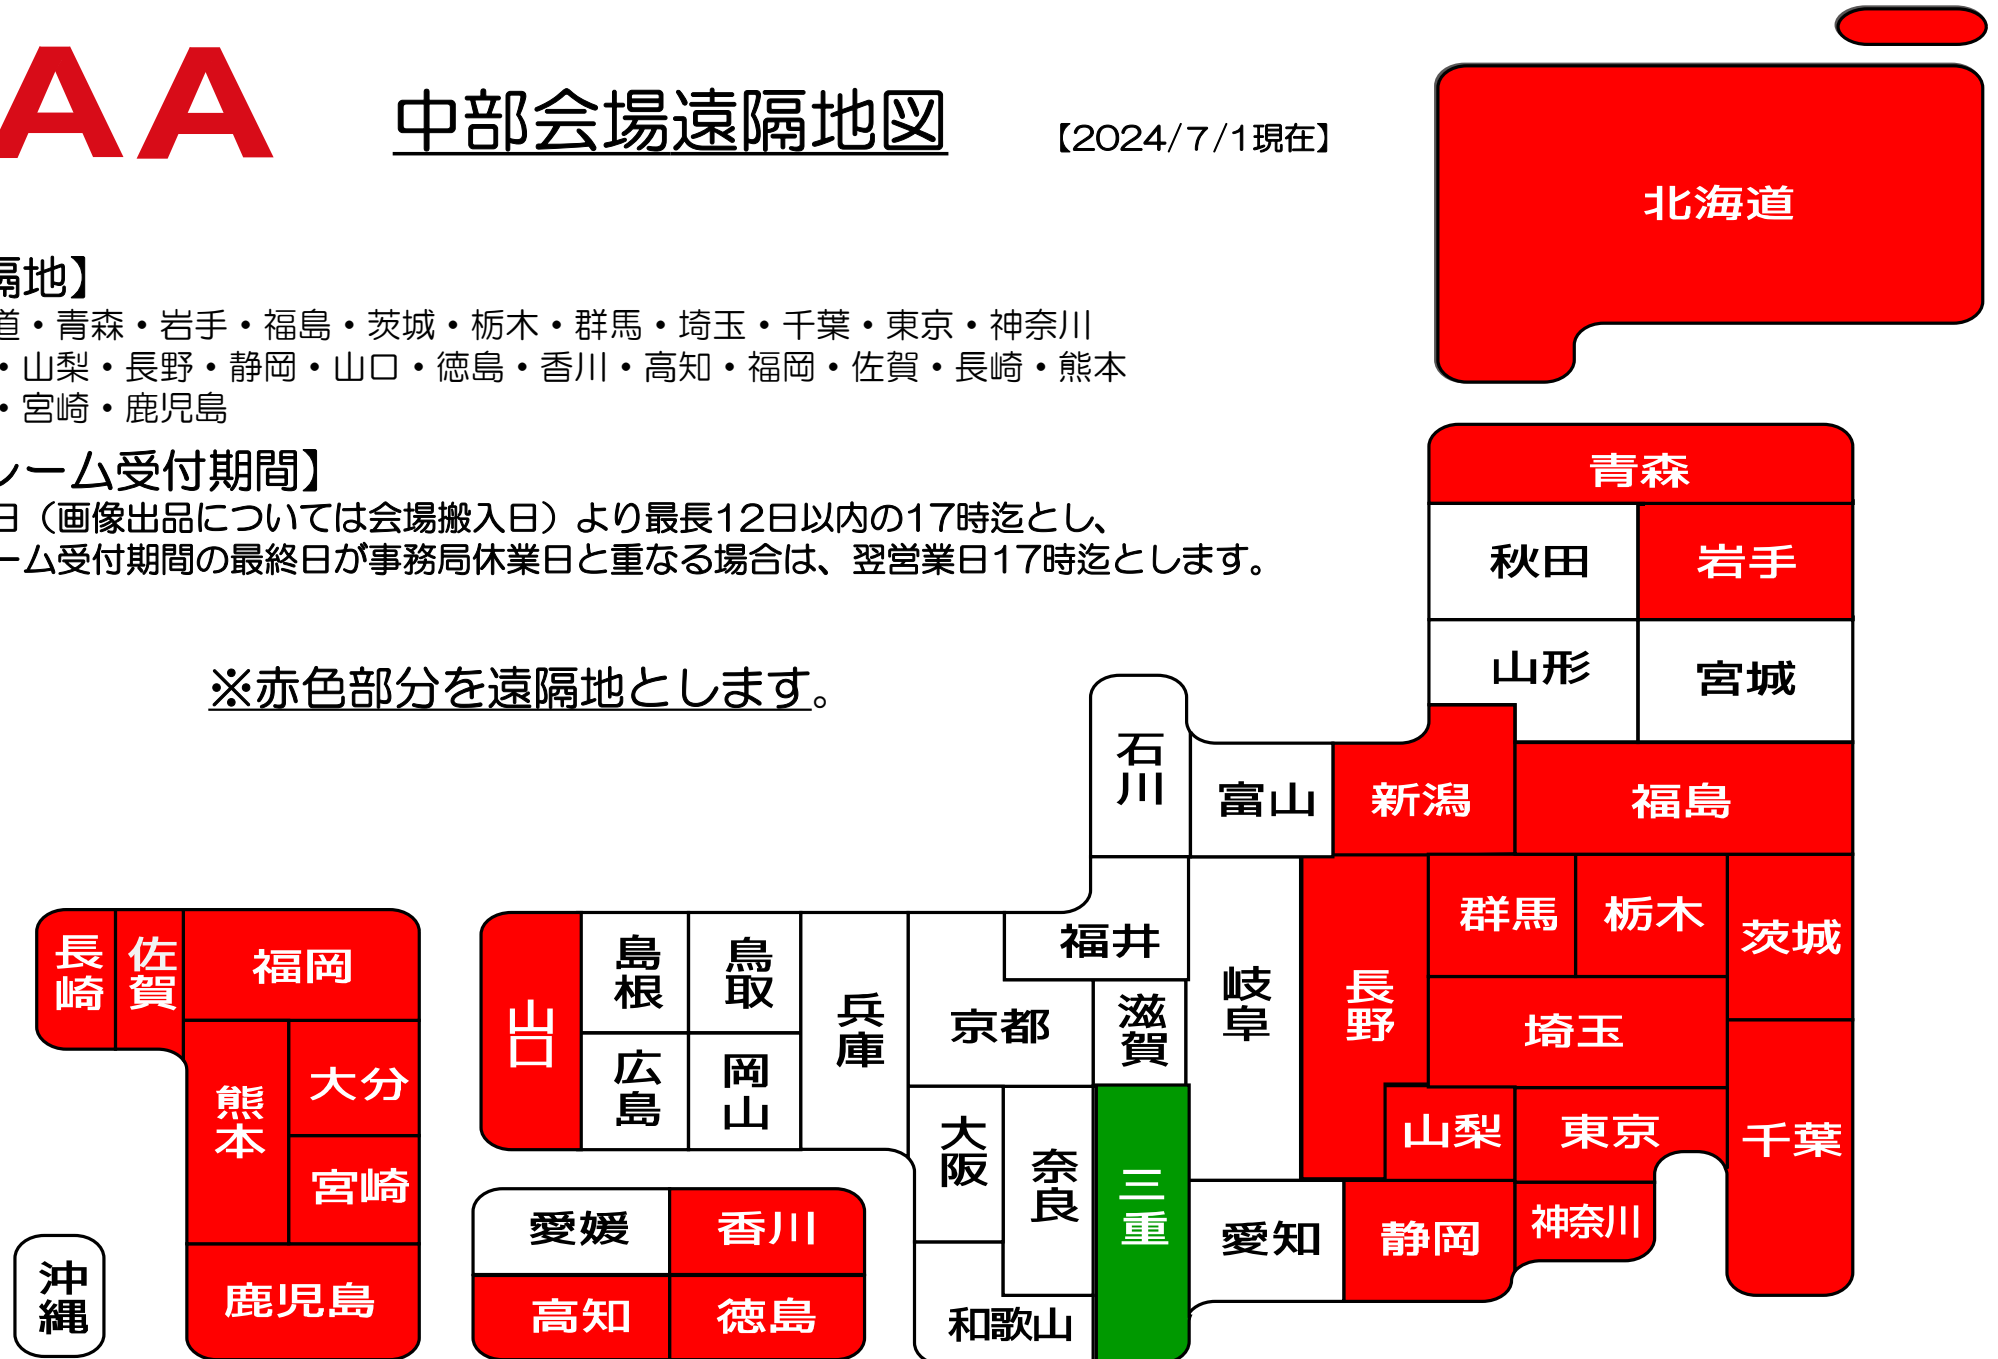 AA
中部会場遠隔地図
【2024/7/1現在】
隔地】
道・青森・岩手・福島・茨城・栃木・群馬・埼玉・千葉・東京・神奈川
・山梨・長野・静岡・山口・徳島・香川・高知・福岡・佐賀・長崎・熊本
・宮崎・鹿児島
レーム受付期間】
日（画像出品については会場搬入日）より最長12日以内の17時迄とし、
ーム受付期間の最終日が事務局休業日と重なる場合は、翌営業日17時迄とします。
※赤色部分を遠隔地とします。
北海道
青森
秋田
岩手
山形
宮城
石川
富山
新潟
福島
福井
岐阜
長野
群馬
栃木
茨城
埼玉
山梨
東京
千葉
神奈川
静岡
愛知
三重
滋賀
京都
奈良
大阪
和歌山
兵庫
鳥取
島根
岡山
広島
山口
愛媛
香川
高知
徳島
長崎
佐賀
福岡
熊本
大分
宮崎
鹿児島
沖縄